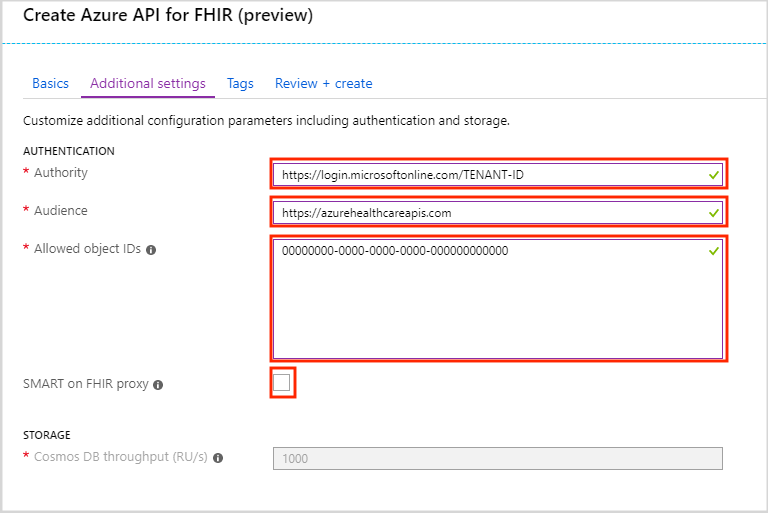 Create Azure API for FHIR (preview)
Basics Additional settings Tags Review + create
Customize additional configuration parameters including authentication and storage.
AUTHENTICATION
* Authority https://login.microsoftonline.com/TENANT-ID
* Audience https://azurehealthcareapis.com
* Allowed object IDs 00000000-0000-0000-0000-000000000000
SMART on FHIR proxy
STORAGE
* Cosmos DB throughput (RU/s) 1000